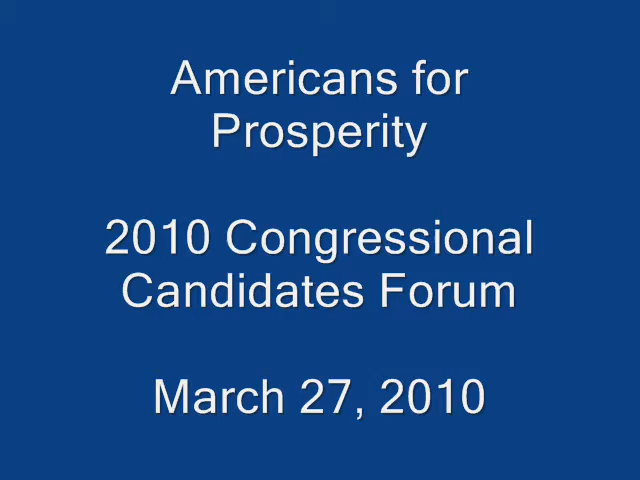 Americans for
Prosperity
2010 Congressional
Candidates Forum
March 27, 2010